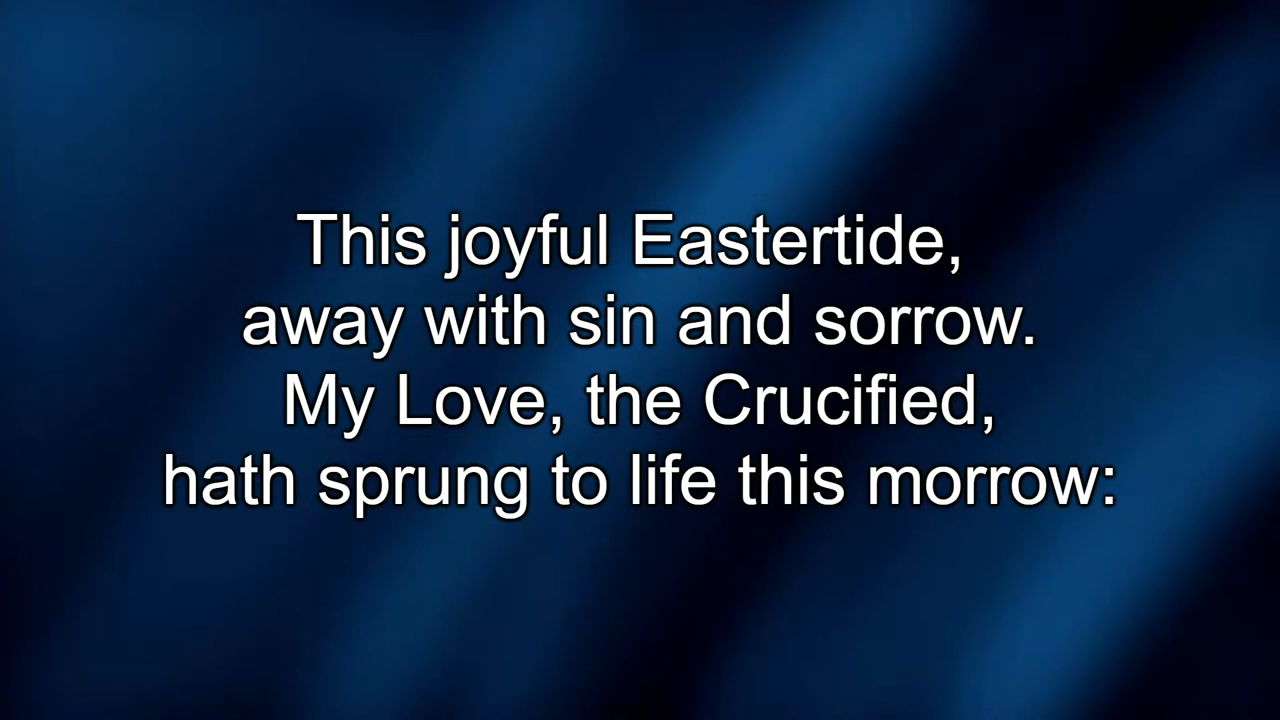 This joyful Eastertide,
away with sin and sorrow.
My Love, the Crucified,
hath sprung to life this morrow: